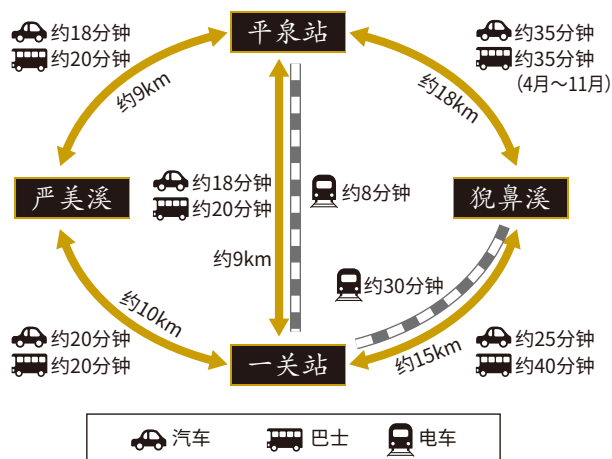 约18分钟
约20分钟
平泉站
约35分钟
约35分钟
（4月～11月）
约9km
约18km
严美溪
约18分钟
约20分钟
约8分钟
猊鼻溪
约9km
约30分钟
约10km
约20分钟
约20分钟
一关站
约15km
约25分钟
约40分钟
汽车
巴士
电车